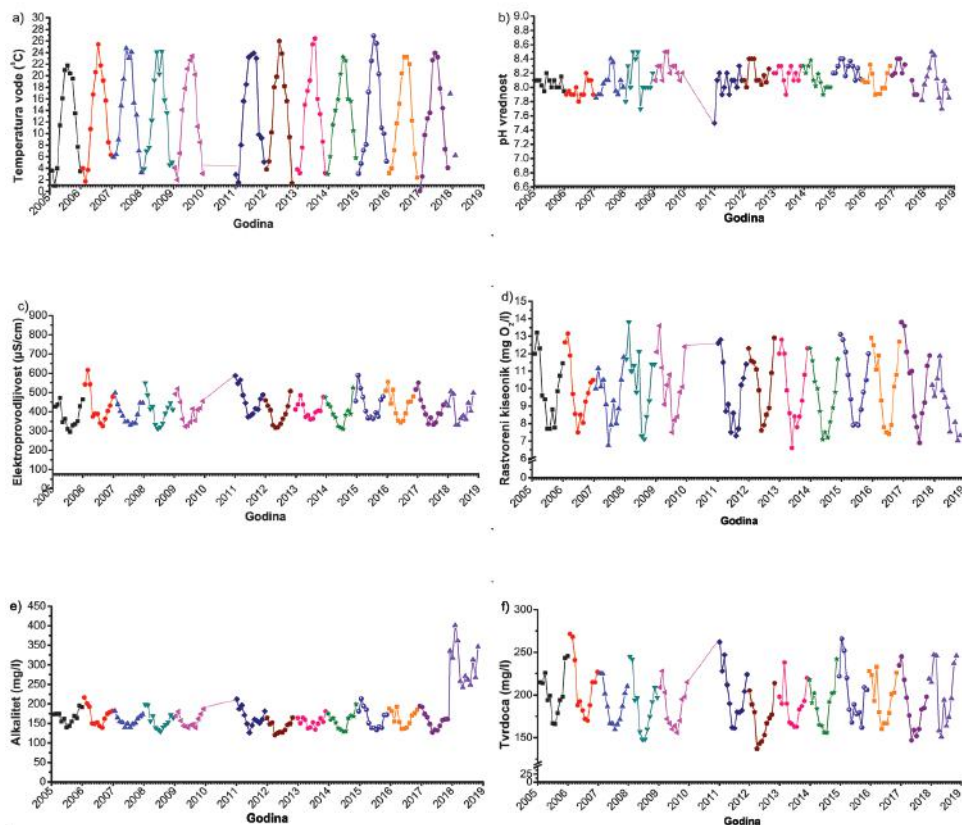 a)
Temperatura vode (°C)
30
28
26
24
22
20
18
16
14
12
10
8
6
4
2
0
2005 2006 2007 2008 2009 2010 2011 2012 2013 2014 2015 2016 2017 2018 2019
Godina
b)
pH vrednost
9.0
8.8
8.6
8.4
8.2
8.0
7.8
7.6
7.4
7.2
7.0
6.8
6.6
2005 2006 2007 2008 2009 2010 2011 2012 2013 2014 2015 2016 2017 2018 2019
Godina
c)
Elektroprovodljivost (µS/cm)
900
800
700
600
500
400
300
200
100
0
2005 2006 2007 2008 2009 2010 2011 2012 2013 2014 2015 2016 2017 2018 2019
Godina
d)
Rastvoreni kiseonik (mg O2/l)
15
14
13
12
11
10
9
8
7
6
0
2005 2006 2007 2008 2009 2010 2011 2012 2013 2014 2015 2016 2017 2018 2019
Godina
e)
Alkalitet (mg/l)
450
400
350
300
250
200
150
100
50
0
2005 2006 2007 2008 2009 2010 2011 2012 2013 2014 2015 2016 2017 2018 2019
Godina
f)
Tvrdoca (mg/l)
300
250
200
150
25
0
2005 2006 2007 2008 2009 2010 2011 2012 2013 2014 2015 2016 2017 2018 2019
Godina